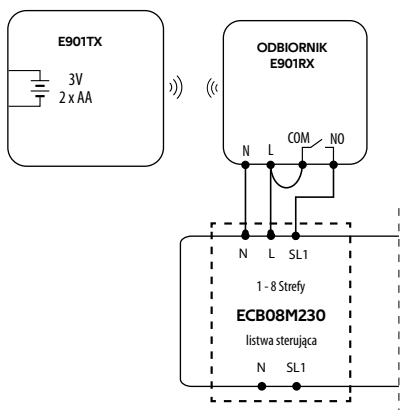 E901TX
3V
2 x AA
ODBIORNIK
E901RX
N L COM NO
N L SL1
1 - 8 Strefy
ECB08M230
listwa sterująca
N SL1